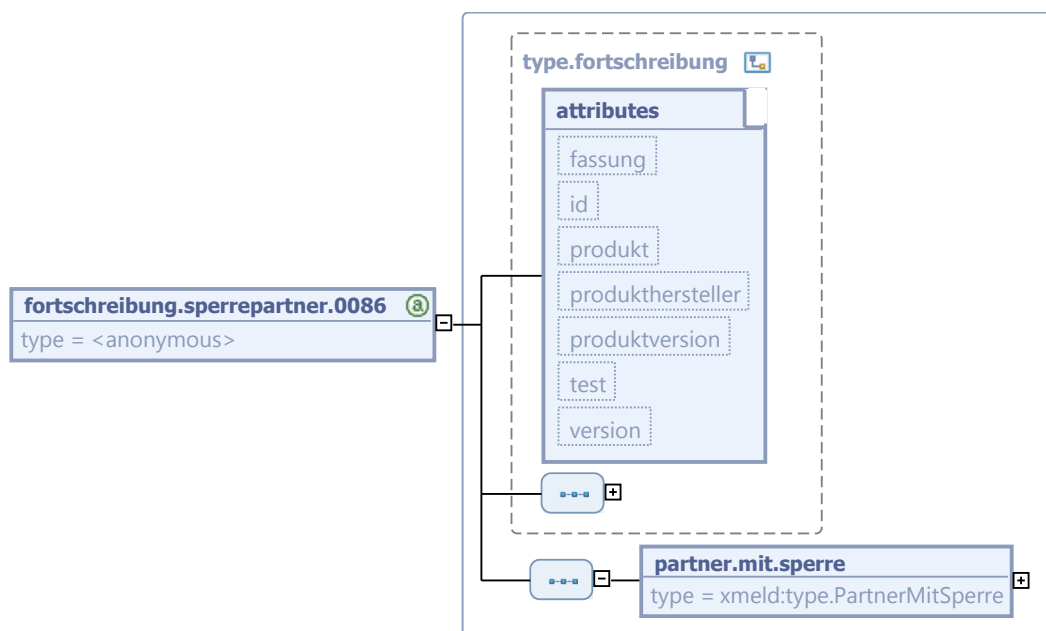 type.fortschreibung
attributes
fassung
id
produkt
produkthersteller
produktversion
test
version
fortschreibung.sperrepartner.0086 @
type = <anonymous>
partner.mit.sperre
type = xmeld:type.PartnerMitSperre